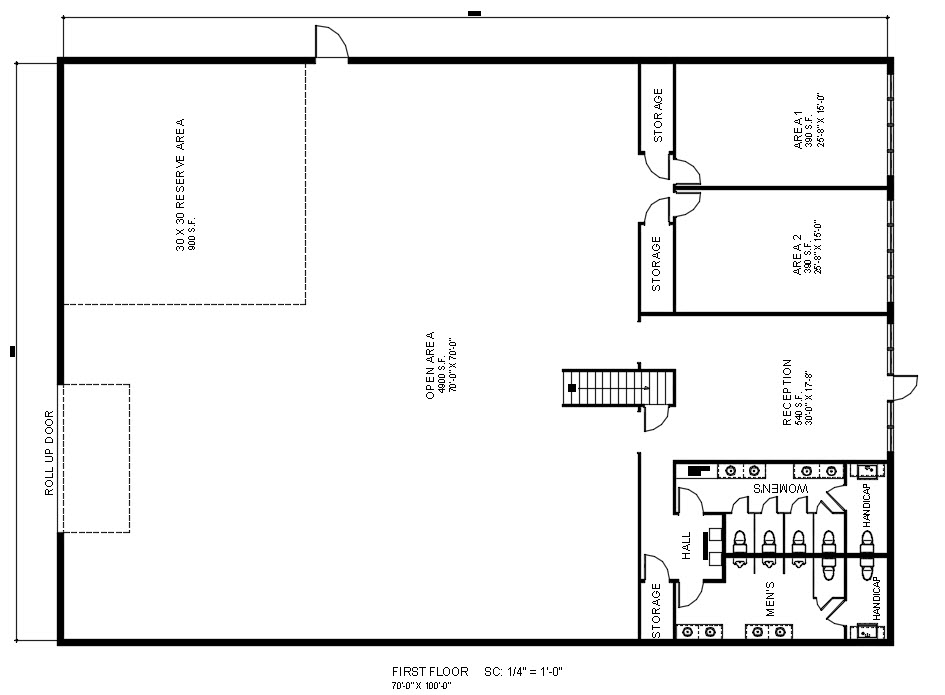 30 X 30 RESERVE AREA
900 S.F.
STORAGE
AREA 1
390 S.F.
25'-8" X 15'-0"
STORAGE
AREA 2
390 S.F.
25'-8" X 15'-0"
OPEN AREA
4900 S.F.
70'-0" X 70'-0"
RECEPTION
540 S.F.
30'-0" X 17'-8"
ROLL UP DOOR
WOMENS
HANDICAP
HALL
STORAGE
MEN'S
HANDICAP
FIRST FLOOR SC: 1/4" = 1'-0"
70'-0" X 100'-0"